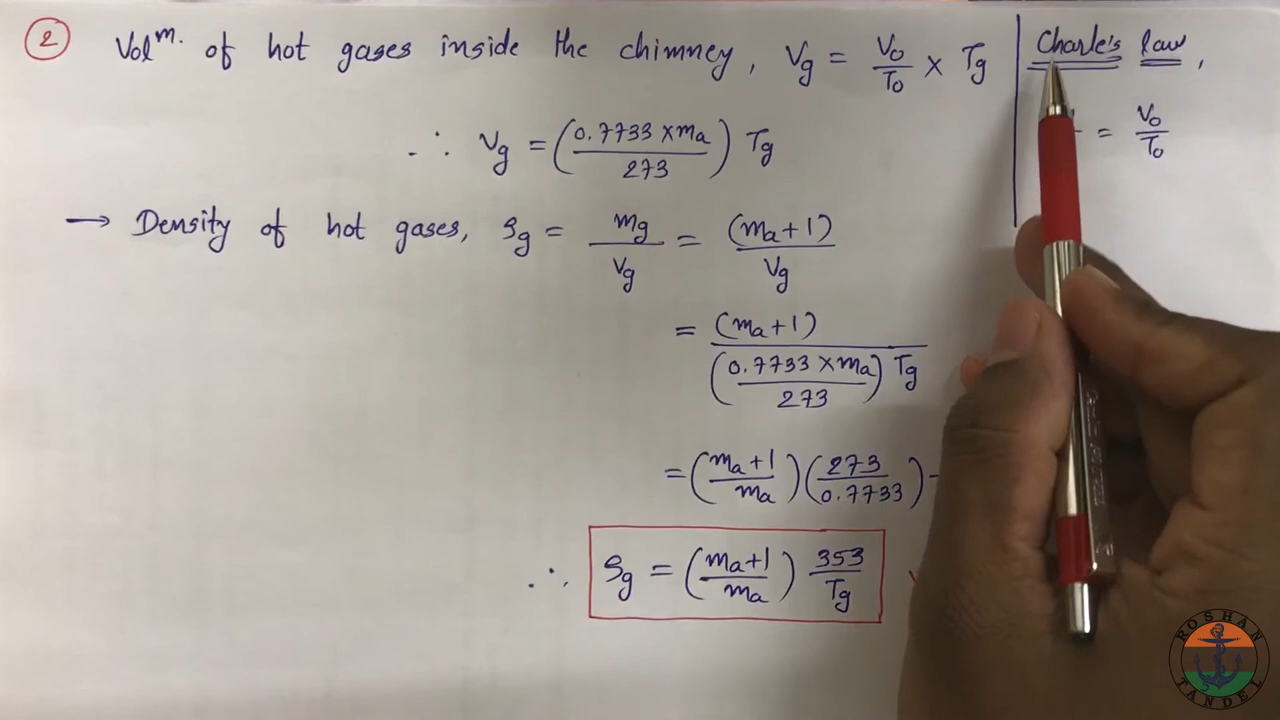 ② Vol^m. of hot gases inside the chimney, Vg = V₀/T₀ × Tg
Charle's law,
= V₀/T₀
∴ Vg = (0.7733 × ma / 273) Tg
→ Density of hot gases, ρg = mg/Vg = (ma+1)/Vg
= (ma+1) / ((0.7733 × ma / 273) Tg)
= (ma+1 / ma) (273 / 0.7733)
∴ ρg = (ma+1 / ma) 353/Tg
ROSHAN
TANDEL